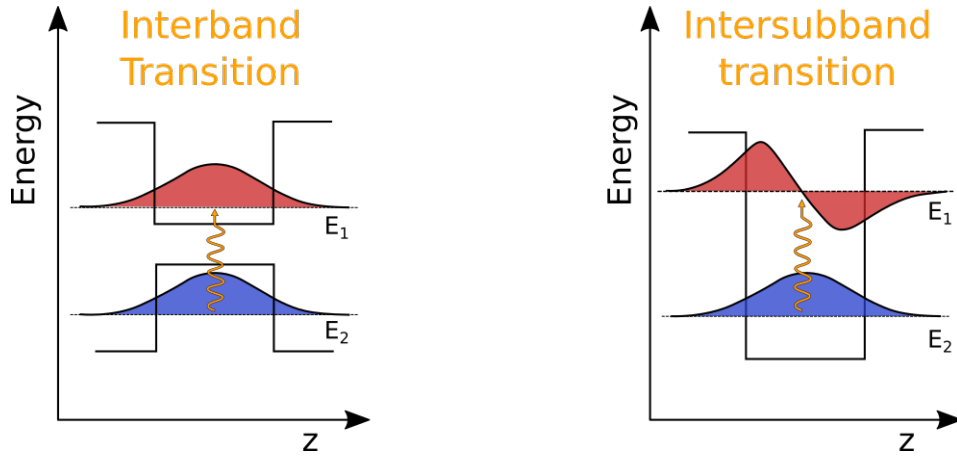 Interband
Transition
Energy
E1
E2
z
Intersubband
transition
Energy
E1
E2
z